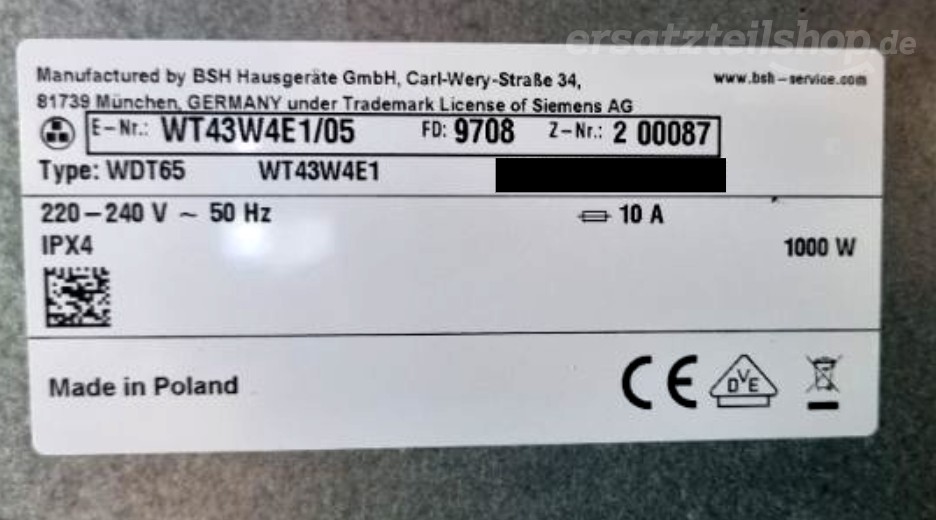 ersatzteilshop.de
Manufactured by BSH Hausgeräte GmbH, Carl-Wery-Straße 34, www.bsh-service.com
81739 München, GERMANY under Trademark License of Siemens AG
E-Nr.: WT43W4E1/05 FD: 9708 Z-Nr.: 2 00087
Type: WDT65 WT43W4E1
220-240 V ~ 50 Hz 10 A
IPX4 1000 W
Made in Poland CE DVE